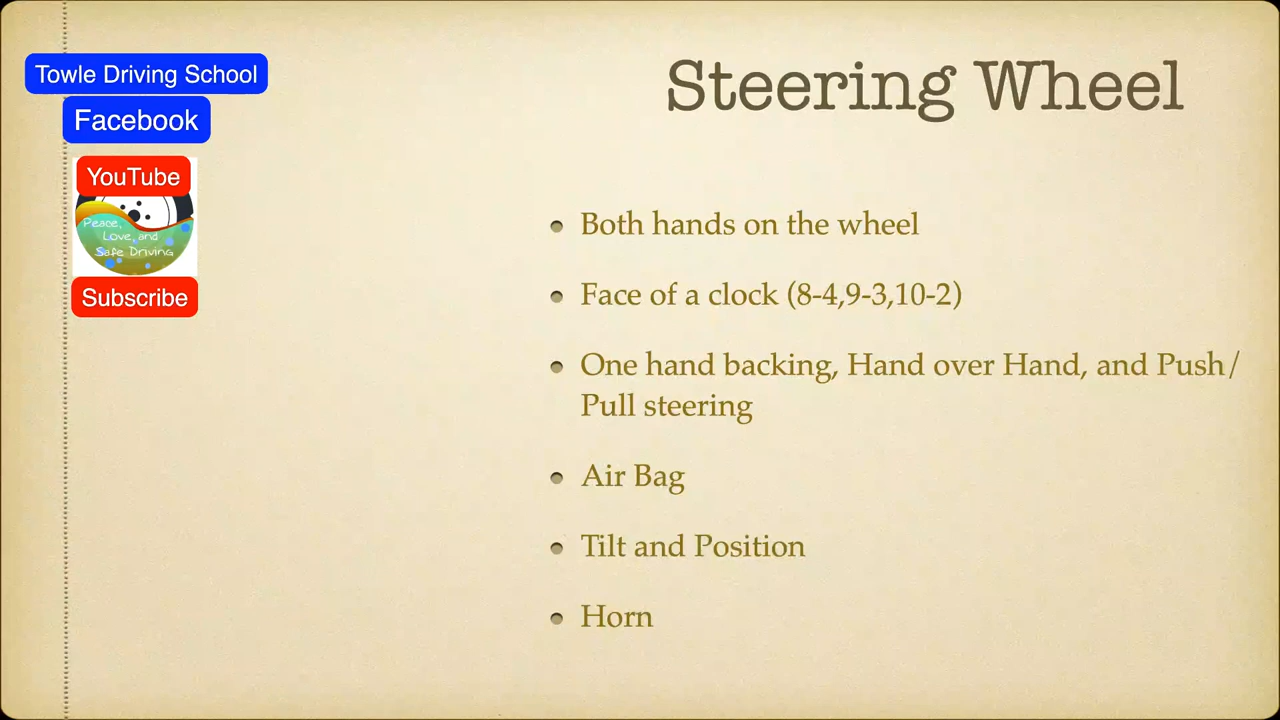 Towle Driving School
Facebook
YouTube
Peace,
Love, and
Safe Driving
Subscribe
Steering Wheel
Both hands on the wheel
Face of a clock (8-4,9-3,10-2)
One hand backing, Hand over Hand, and Push/
Pull steering
Air Bag
Tilt and Position
Horn